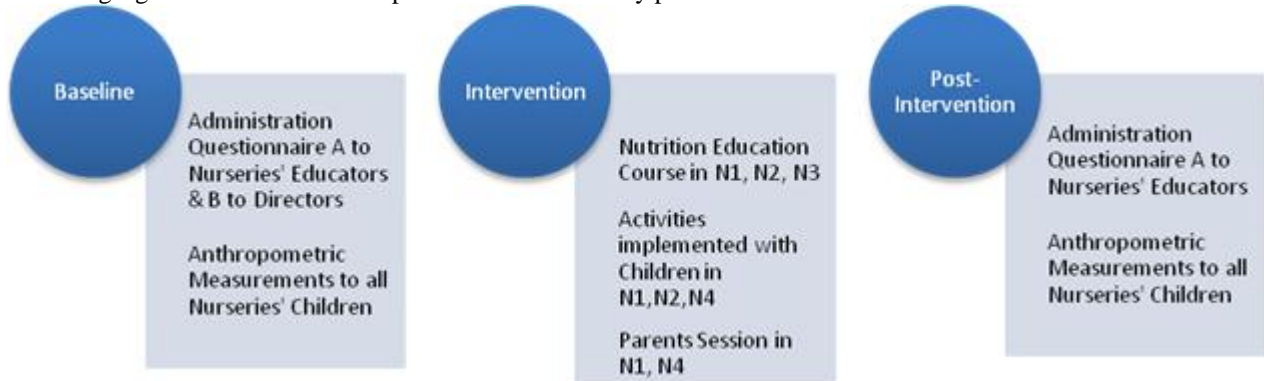 Baseline
Administration
Questionnaire A to
Nurseries' Educators
& B to Directors
Anthropometric
Measurements to all
Nurseries' Children
Intervention
Nutrition Education
Course in N1, N2, N3
Activities
implemented with
Children in
N1,N2,N4
Parents Session in
N1, N4
Post-
Intervention
Administration
Questionnaire A to
Nurseries' Educators
Anthropometric
Measurements to all
Nurseries' Children